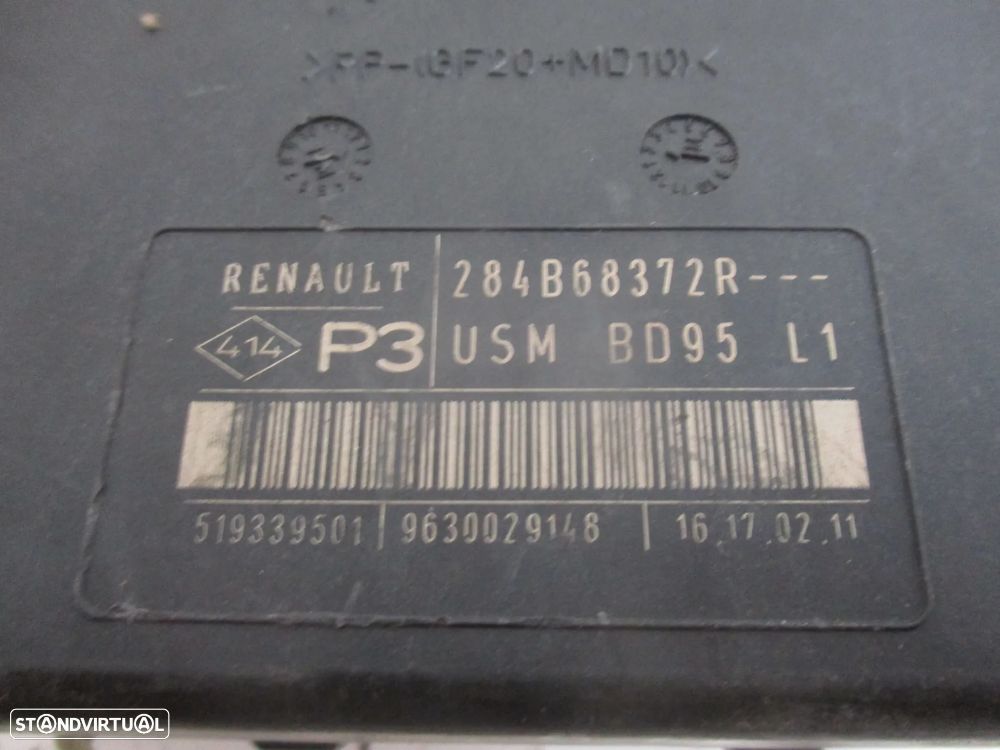 >PP-(GF20+MD10)<
RENAULT 284B68372R---
414 P3 USM BD95 L1
519339501 9630029148 16.17.02.11
STANDVIRTUAL